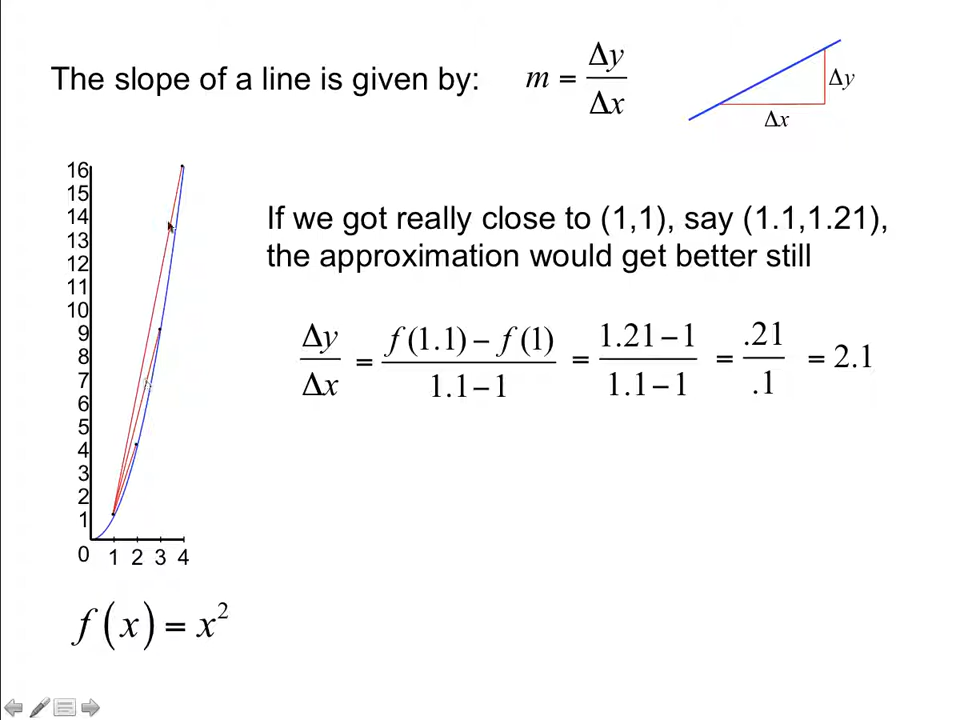 The slope of a line is given by: m = Δy/Δx
Δy
Δx
16
15
14
13
12
11
10
9
8
7
6
5
4
3
2
1
0 1 2 3 4
If we got really close to (1,1), say (1.1,1.21),
the approximation would get better still
Δy/Δx = f(1.1) − f(1)/1.1 − 1 = 1.21 − 1/1.1 − 1 = .21/.1 = 2.1
f(x) = x²